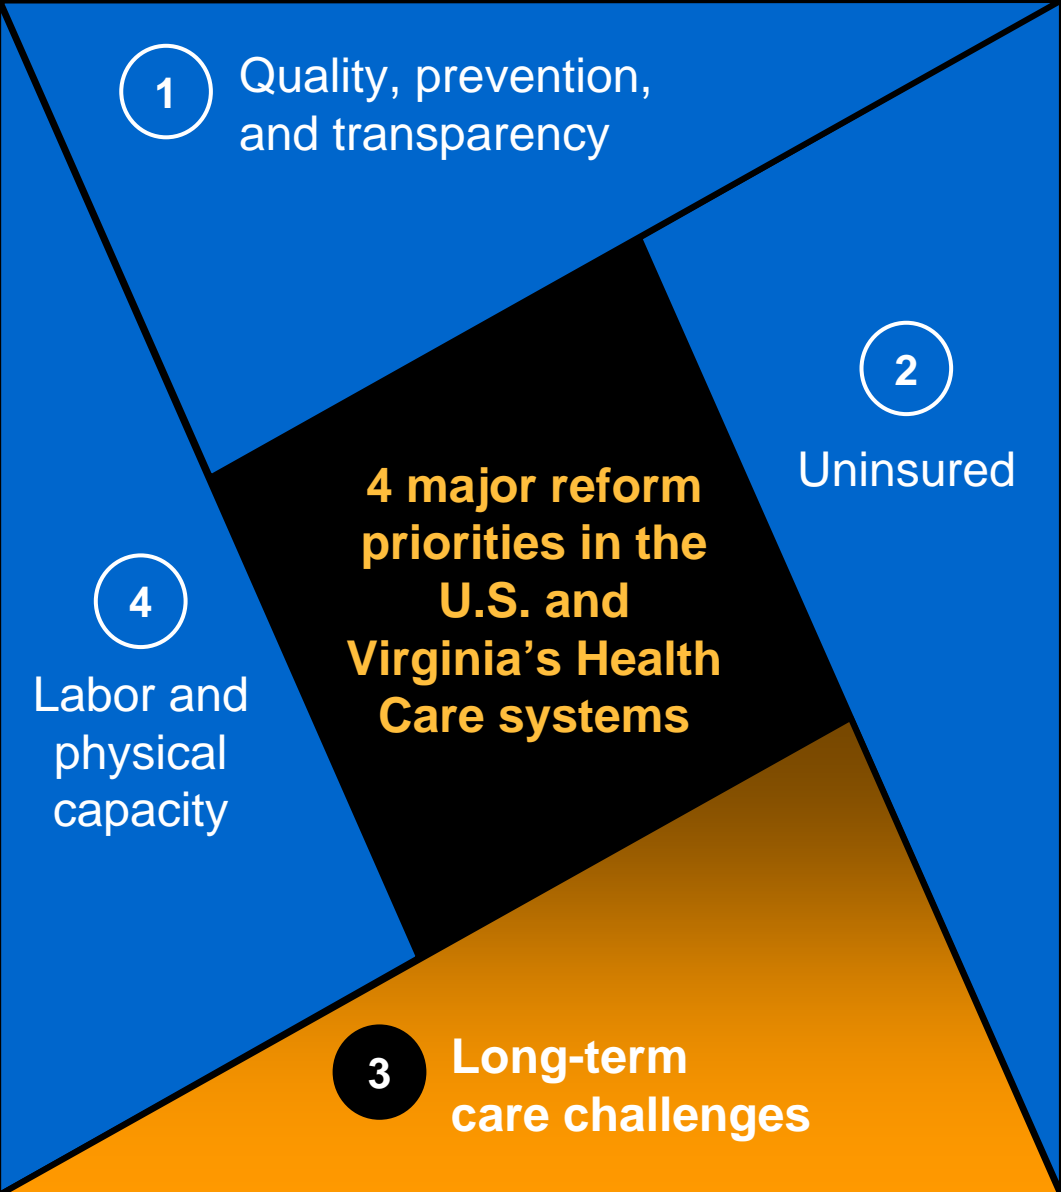 1
Quality, prevention,
and transparency
2
Uninsured
4 major reform
priorities in the
U.S. and
Virginia’s Health
Care systems
4
Labor and
physical
capacity
3
Long-term
care challenges